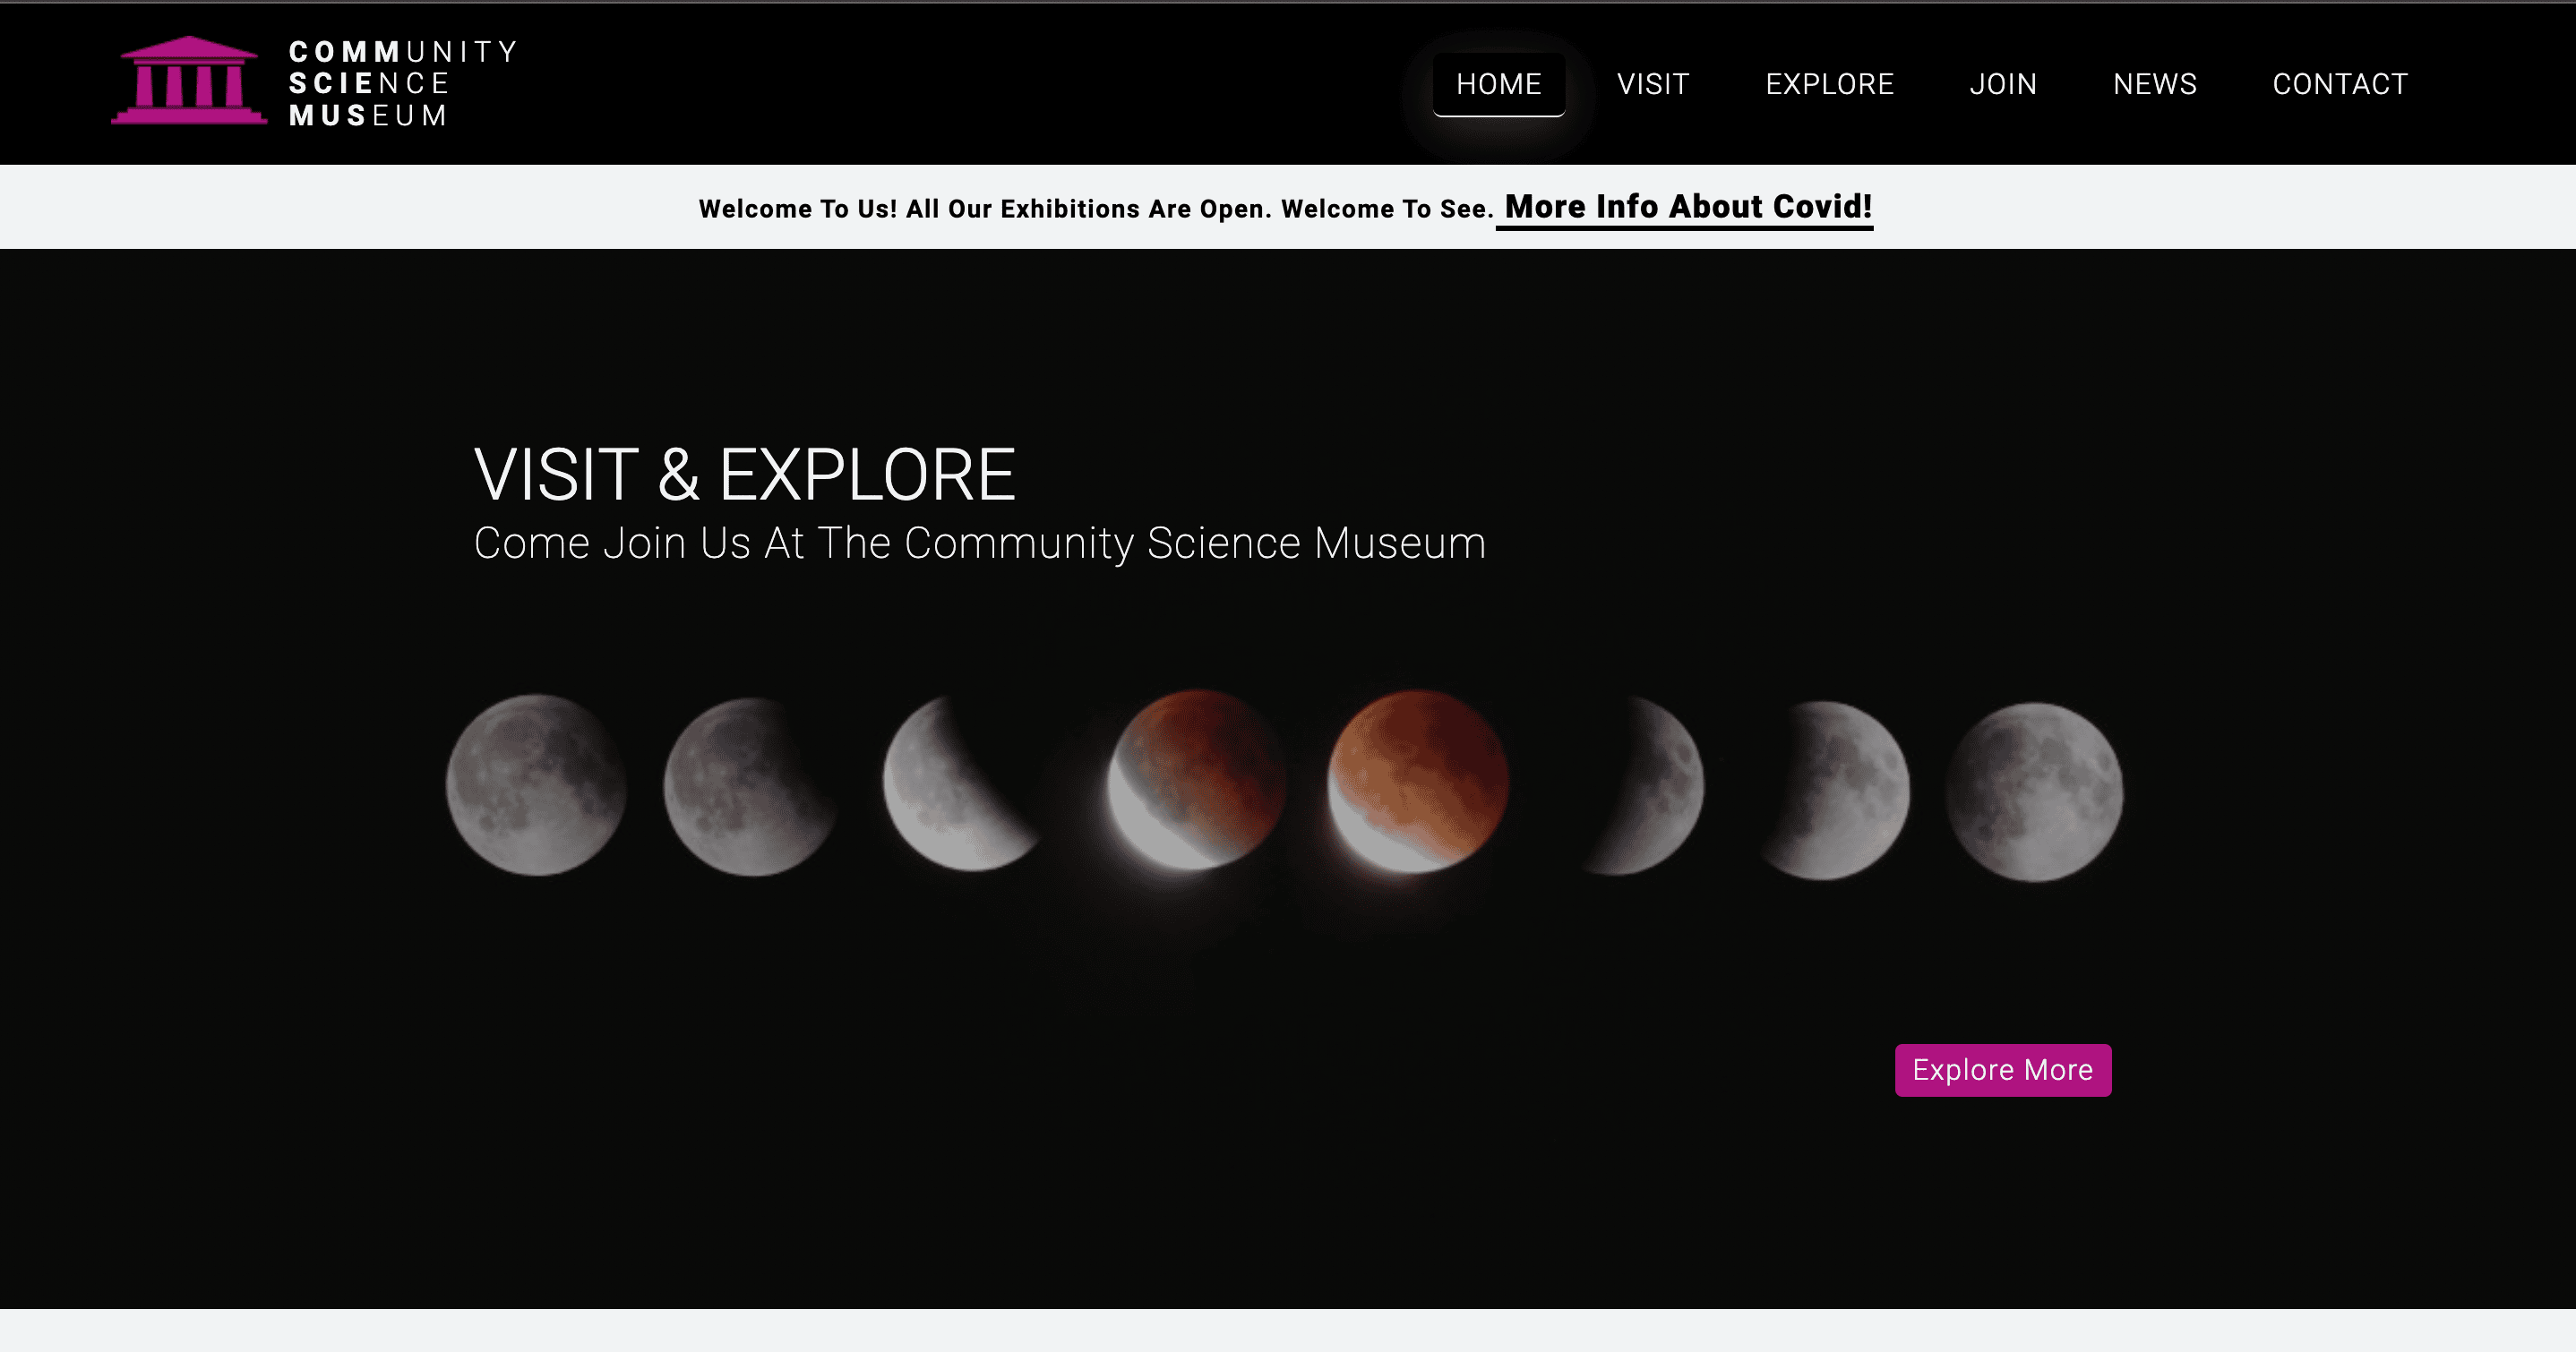 COMMUNITY
SCIENCE
MUSEUM
HOME VISIT EXPLORE JOIN NEWS CONTACT
Welcome To Us! All Our Exhibitions Are Open. Welcome To See. More Info About Covid!
VISIT & EXPLORE
Come Join Us At The Community Science Museum
Explore More